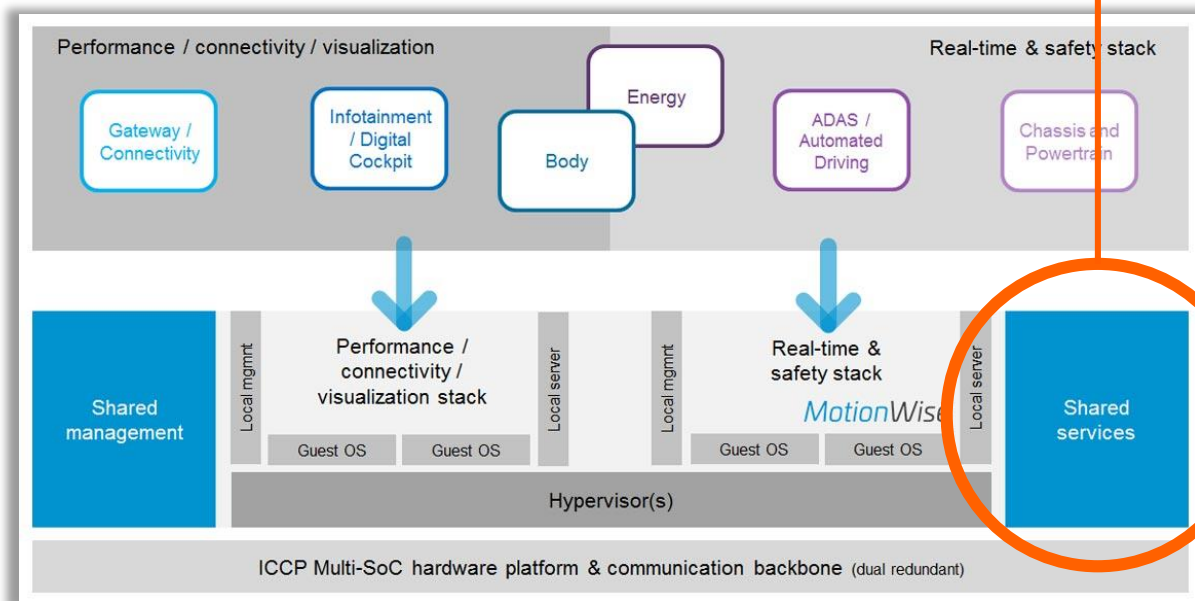 Performance / connectivity / visualization
Real-time & safety stack
Gateway /
Connectivity
Infotainment
/ Digital
Cockpit
Body
Energy
ADAS /
Automated
Driving
Chassis and
Powertrain
Shared
management
Local mgmnt
Performance /
connectivity /
visualization stack
Guest OS
Guest OS
Local server
Local mgmnt
Real-time &
safety stack
MotionWise
Guest OS
Guest OS
Local server
Shared
services
Hypervisor(s)
ICCP Multi-SoC hardware platform & communication backbone (dual redundant)